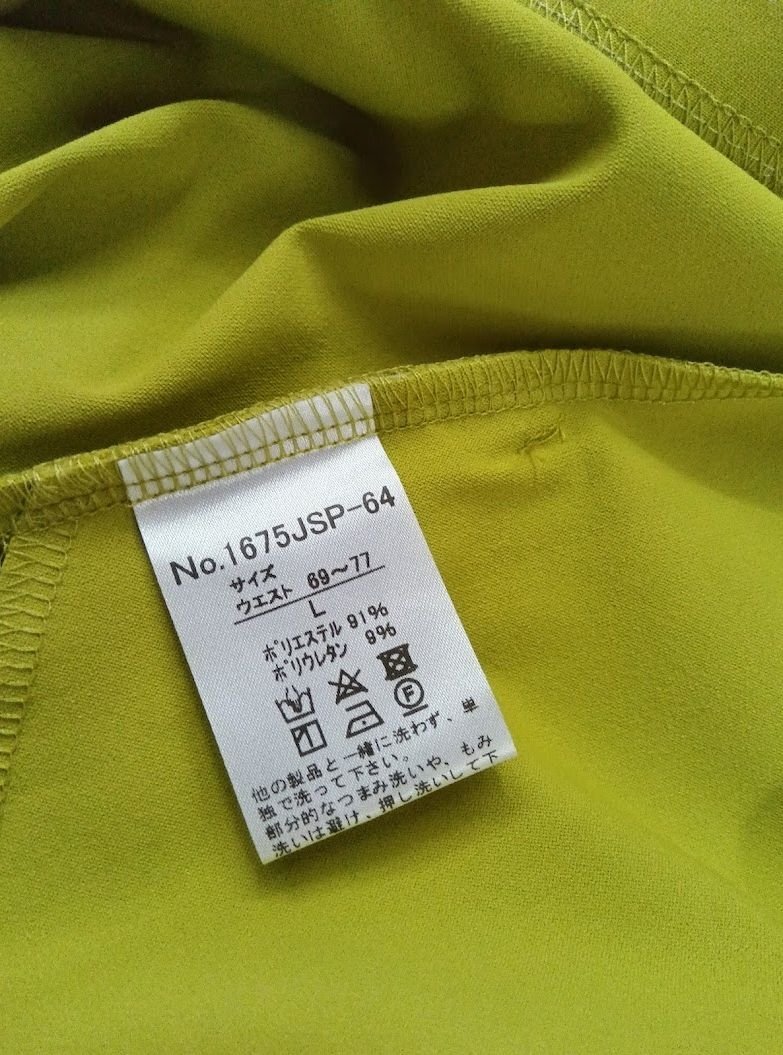 No.1675JSP-64
サイズ
ウエスト 69～77
L
ポリエステル 91%
ポリウレタン 9%
F
他の製品と一緒に洗わず、単
独で洗って下さい。
部分的なつまみ洗いや、もみ
洗いは避け、押し洗いして下